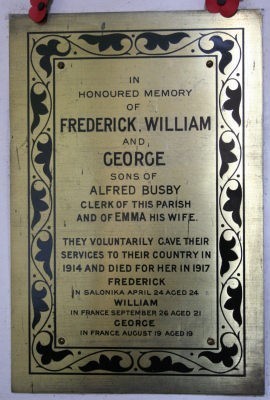 IN
HONOURED MEMORY
OF
FREDERICK, WILLIAM
AND
GEORGE
SONS OF
ALFRED BUSBY
CLERK OF THIS PARISH
AND OF EMMA HIS WIFE.
THEY VOLUNTARILY GAVE THEIR
SERVICES TO THEIR COUNTRY IN
1914 AND DIED FOR HER IN 1917
FREDERICK
IN SALONIKA APRIL 24 AGED 24
WILLIAM
IN FRANCE SEPTEMBER 26 AGED 21
GEORGE
IN FRANCE AUGUST 19 AGED 19